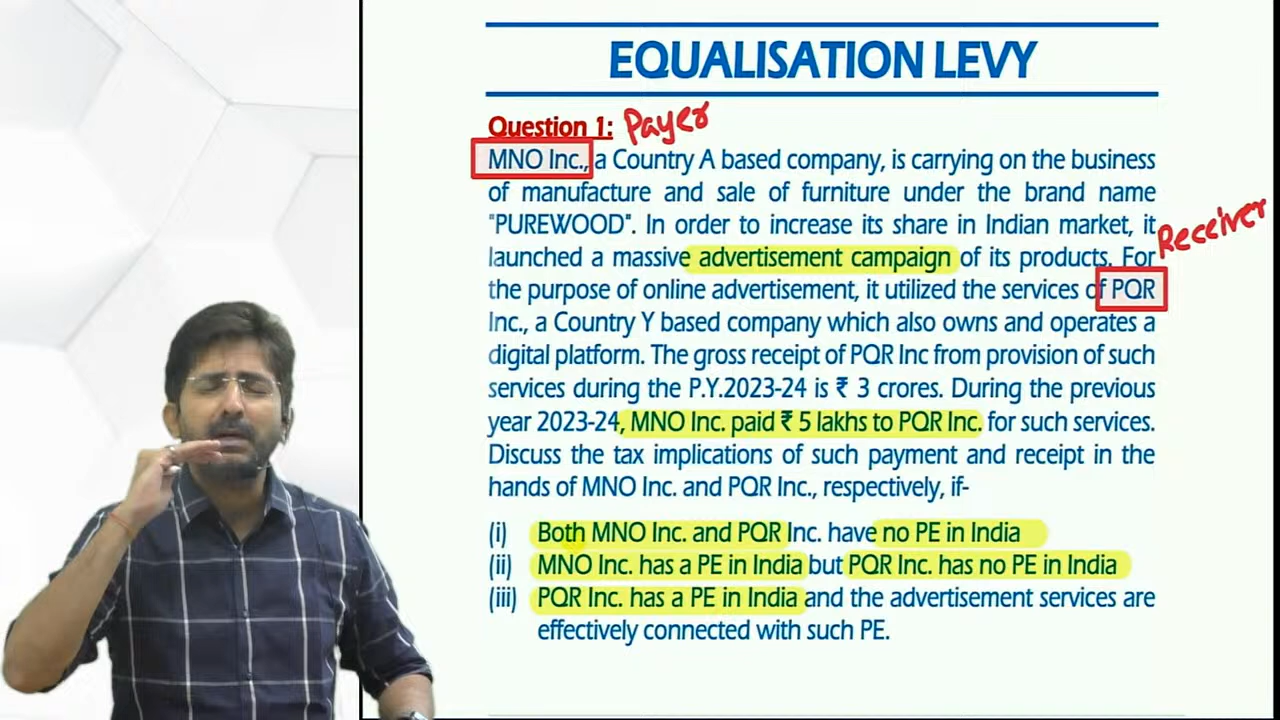 EQUALISATION LEVY
Question 1: Payer
MNO Inc., a Country A based company, is carrying on the business
of manufacture and sale of furniture under the brand name
"PUREWOOD". In order to increase its share in Indian market, it
Receiver
launched a massive advertisement campaign of its products. For
the purpose of online advertisement, it utilized the services of PQR
Inc., a Country Y based company which also owns and operates a
digital platform. The gross receipt of PQR Inc from provision of such
services during the P.Y.2023-24 is ₹ 3 crores. During the previous
year 2023-24, MNO Inc. paid ₹ 5 lakhs to PQR Inc. for such services.
Discuss the tax implications of such payment and receipt in the
hands of MNO Inc. and PQR Inc., respectively, if-
(i) Both MNO Inc. and PQR Inc. have no PE in India
(ii) MNO Inc. has a PE in India but PQR Inc. has no PE in India
(iii) PQR Inc. has a PE in India and the advertisement services are
effectively connected with such PE.